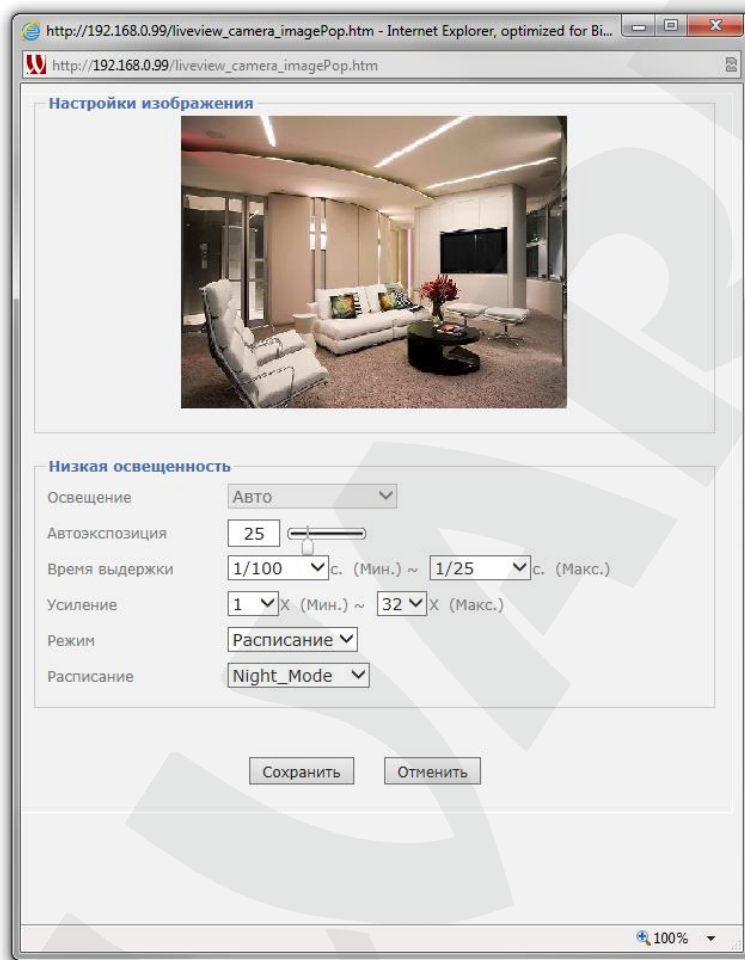 http://192.168.0.99/liveview_camera_imagePop.htm - Internet Explorer, optimized for Bi...
http://192.168.0.99/liveview_camera_imagePop.htm
Настройки изображения
Низкая освещенность
Освещение Авто
Автоэкспозиция 25
Время выдержки 1/100 с. (Мин.) ~ 1/25 с. (Макс.)
Усиление 1 X (Мин.) ~ 32 X (Макс.)
Режим Расписание
Расписание Night_Mode
Сохранить Отменить
100%